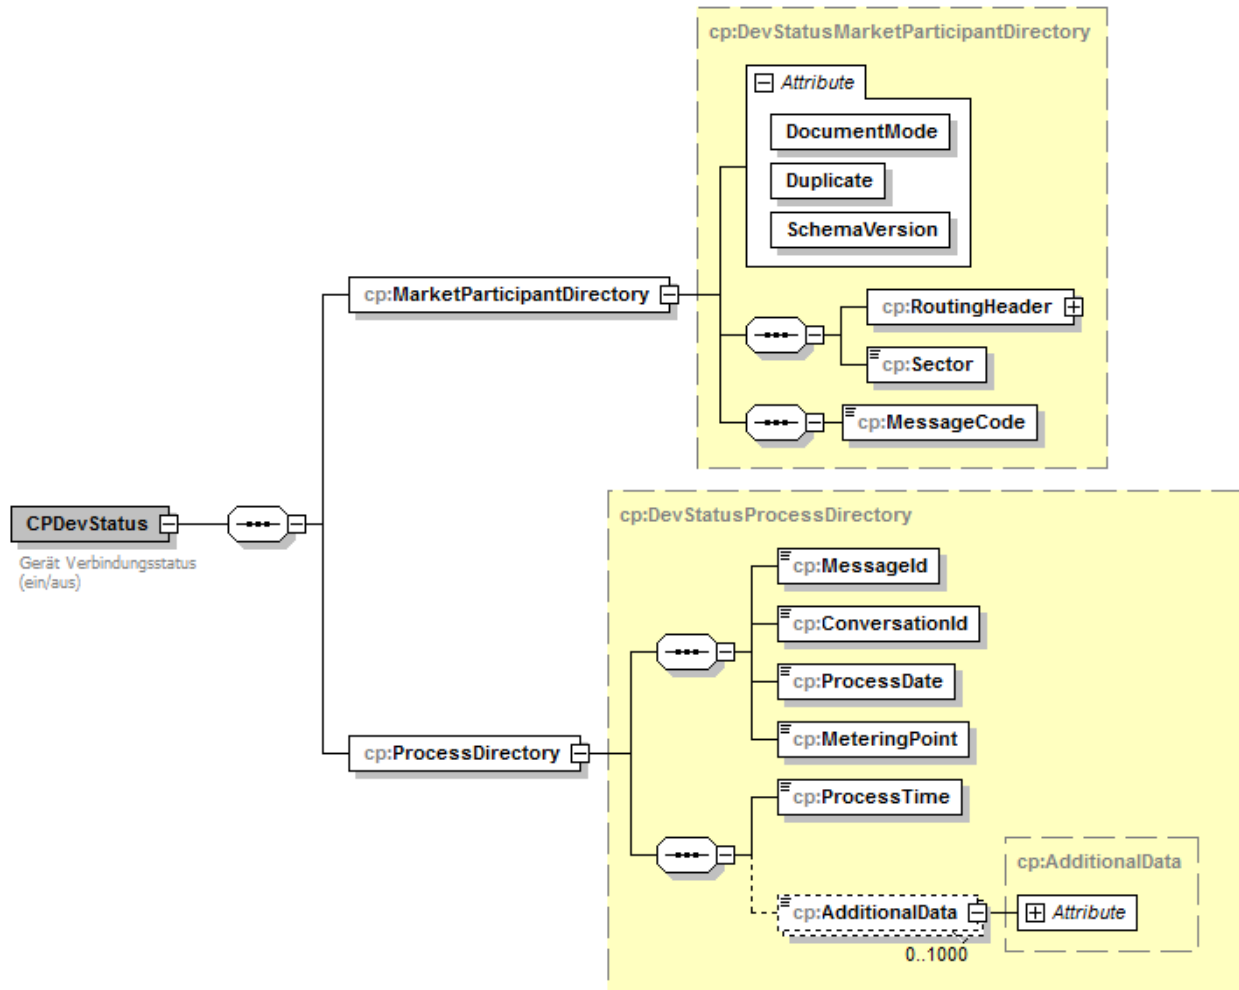 cp:DevStatusMarketParticipantDirectory
Attribute
DocumentMode
Duplicate
SchemaVersion
cp:MarketParticipantDirectory
cp:RoutingHeader
cp:Sector
cp:MessageCode
CPDevStatus
Gerät Verbindungsstatus
(ein/aus)
cp:DevStatusProcessDirectory
cp:MessageId
cp:ConversationId
cp:ProcessDate
cp:MeteringPoint
cp:ProcessDirectory
cp:ProcessTime
cp:AdditionalData
cp:AdditionalData
Attribute
0..1000